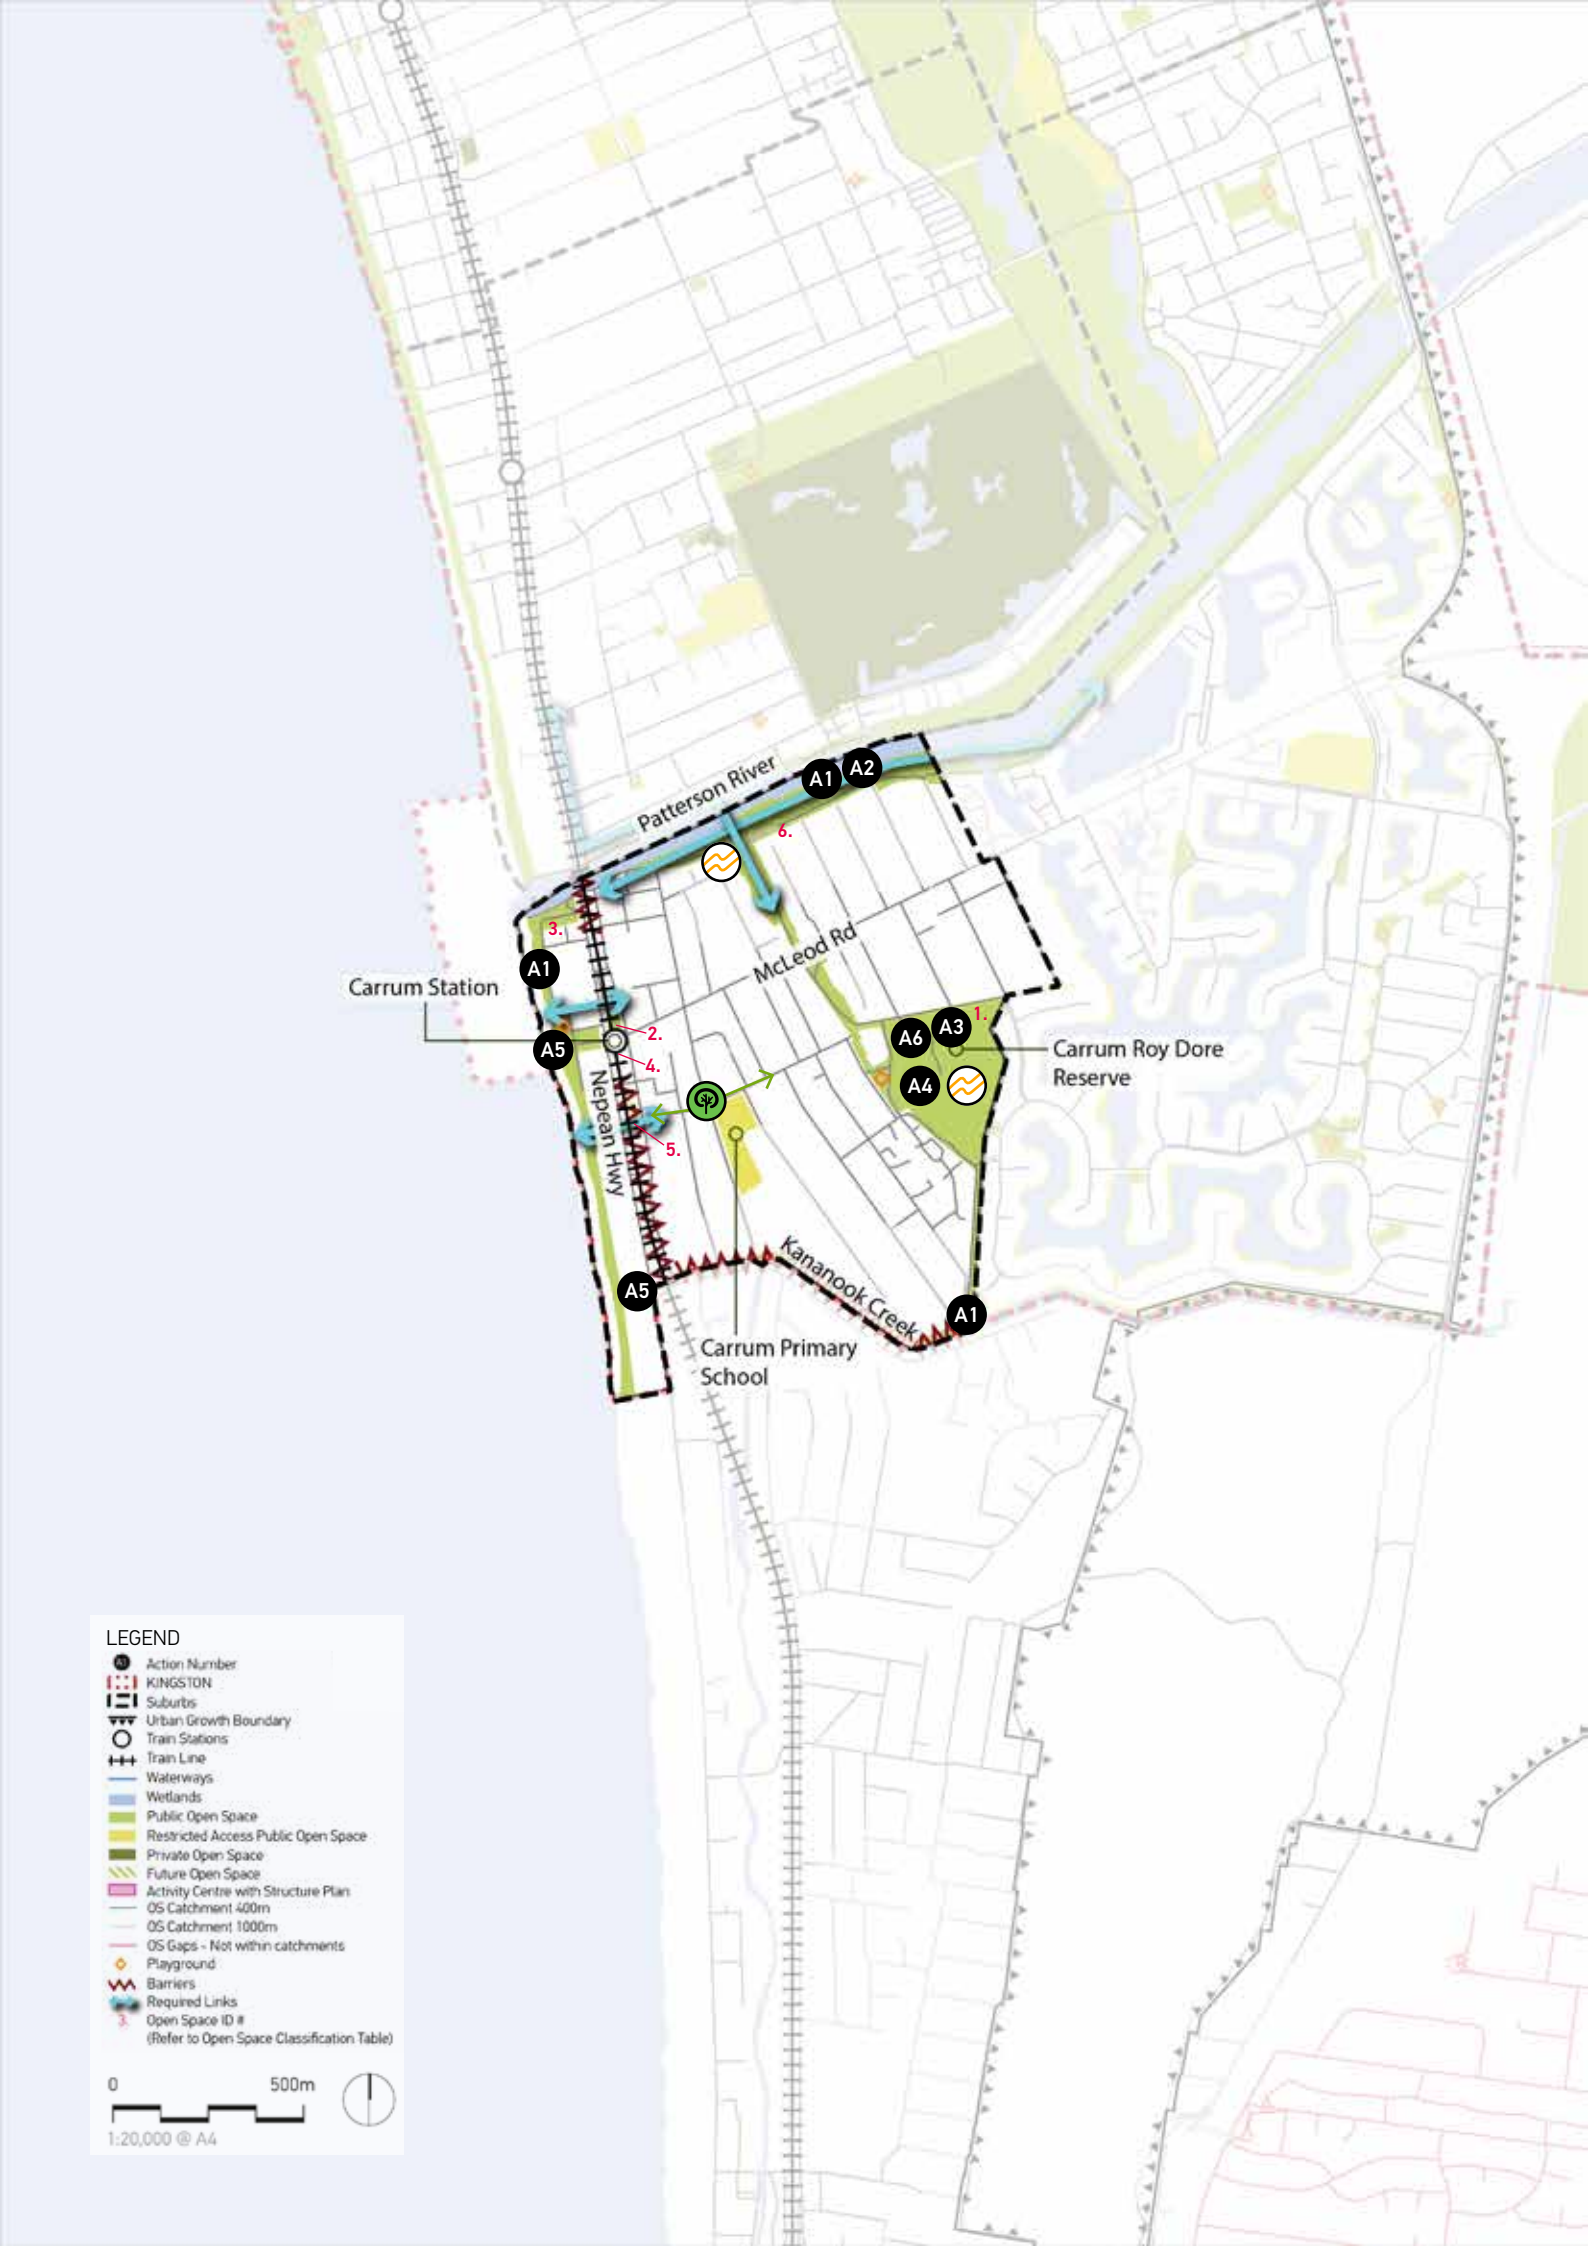 Patterson River
A1
A2
6.
3.
A1
McLeod Rd
Carrum Station
2.
1.
A6
A3
A5
4.
Carrum Roy Dore
Reserve
A4
Nepean Hwy
5.
Kananook Creek
A5
A1
Carrum Primary
School
LEGEND
Action Number
KINGSTON
Suburbs
Urban Growth Boundary
Train Stations
Train Line
Waterways
Wetlands
Public Open Space
Restricted Access Public Open Space
Private Open Space
Future Open Space
Activity Centre with Structure Plan
OS Catchment 400m
OS Catchment 1000m
OS Gaps - Not within catchments
Playground
Barriers
Required Links
3. Open Space ID #
(Refer to Open Space Classification Table)
0 500m
1:20,000 @ A4